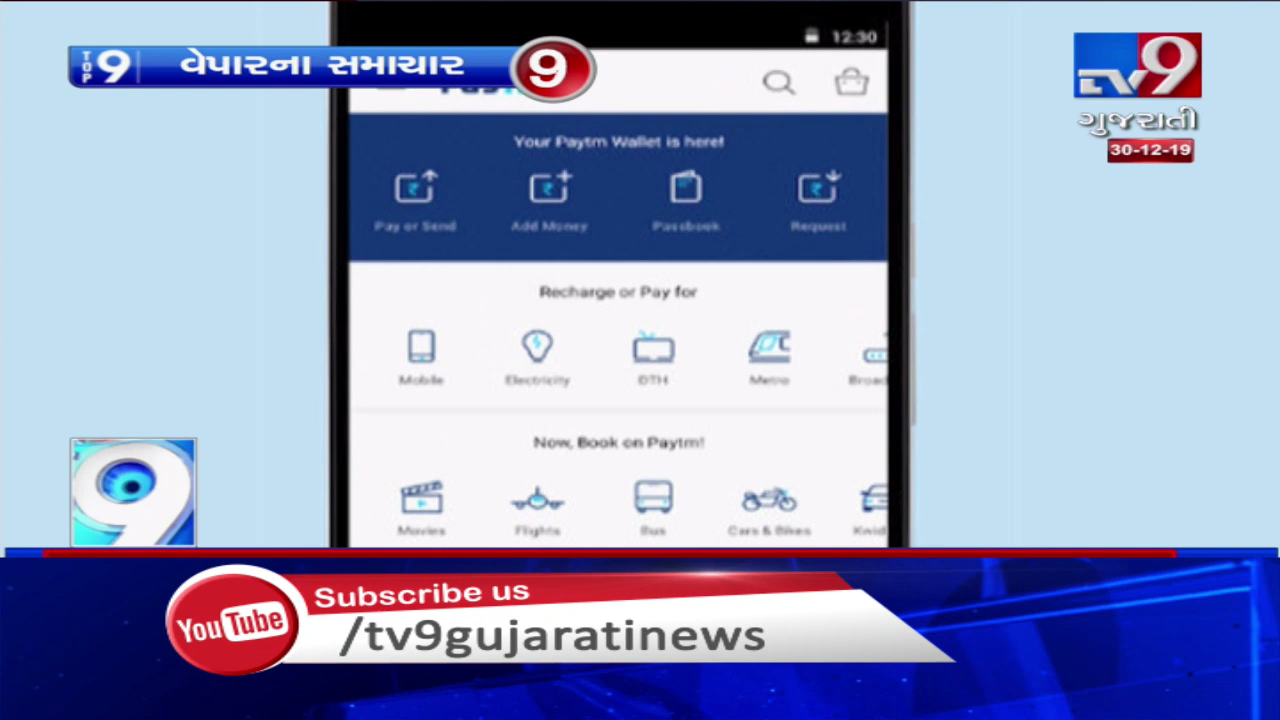 12:30
TOP 9 વેપારના સમાચાર 9
TV9
ગુજરાતી
30-12-19
Your Paytm Wallet is here!
Pay or Send Add Money Passbook Request
Recharge or Pay for
Mobile Electricity DTH Metro Broad
Now, Book on Paytm!
Movies Flights Bus Cars & Bikes Kwid
9
YouTube
Subscribe us
/tv9gujaratinews